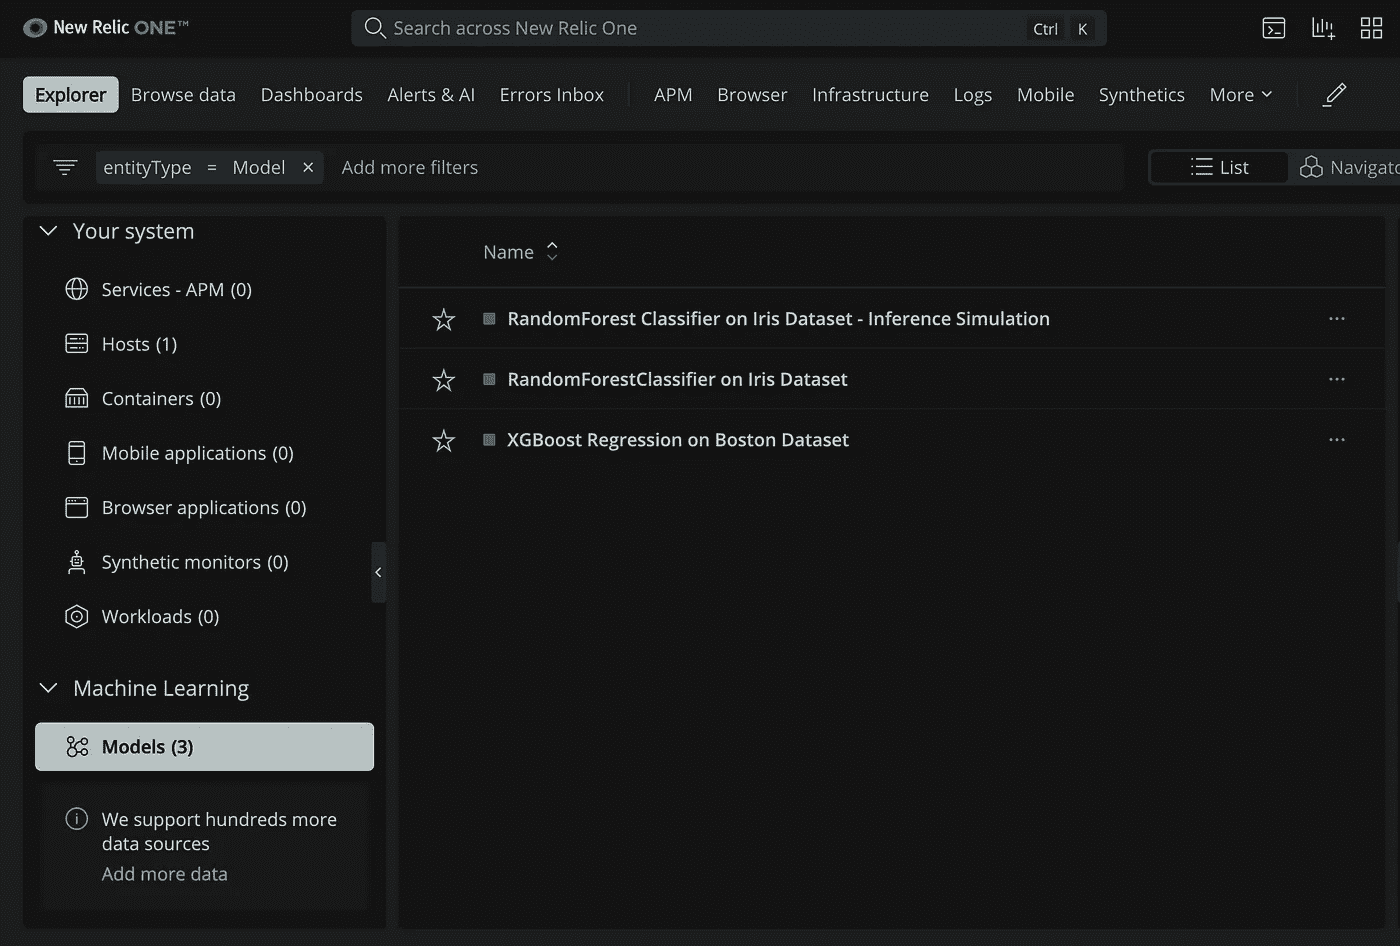 New Relic ONE™
Search across New Relic One
Ctrl K
Explorer Browse data Dashboards Alerts & AI Errors Inbox APM Browser Infrastructure Logs Mobile Synthetics More
entityType = Model × Add more filters
List Navigato
Your system
Services - APM (0)
Hosts (1)
Containers (0)
Mobile applications (0)
Browser applications (0)
Synthetic monitors (0)
Workloads (0)
Machine Learning
Models (3)
We support hundreds more
data sources
Add more data
Name
RandomForest Classifier on Iris Dataset - Inference Simulation
RandomForestClassifier on Iris Dataset
XGBoost Regression on Boston Dataset